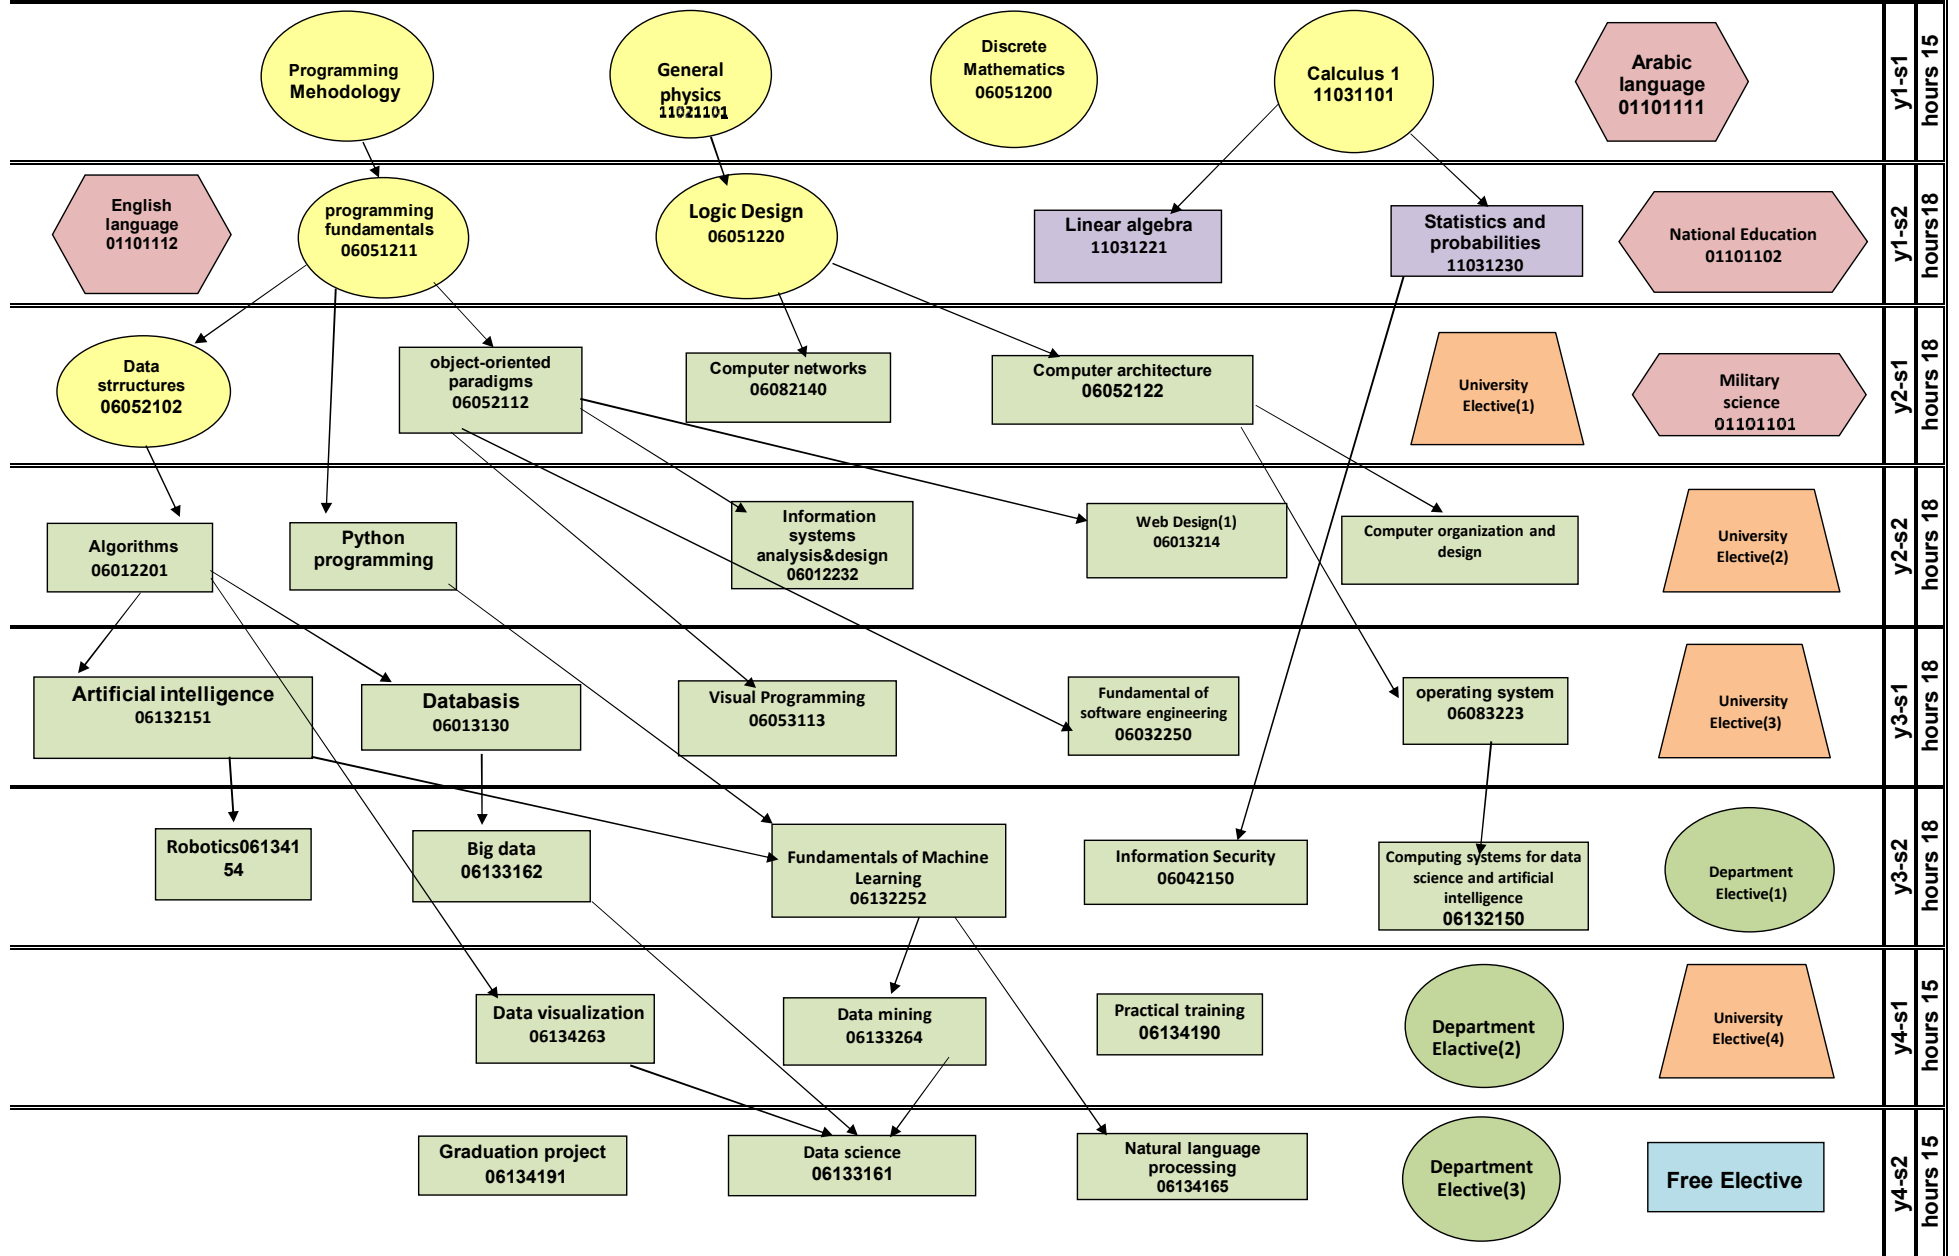 Programming
Mehodology
General
physics
11021101
Discrete
Mathematics
06051200
Calculus 1
11031101
Arabic
language
01101111
y1-s1
hours 15
English
language
01101112
programming
fundamentals
06051211
Logic Design
06051220
Linear algebra
11031221
Statistics and
probabilities
11031230
National Education
01101102
y1-s2
hours18
Data
strructures
06052102
object-oriented
paradigms
06052112
Computer networks
06082140
Computer architecture
06052122
University
Elective(1)
Military
science
01101101
y2-s1
hours 18
Algorithms
06012201
Python
programming
Information
systems
analysis&design
06012232
Web Design(1)
06013214
Computer organization and
design
University
Elective(2)
y2-s2
hours 18
Artificial intelligence
06132151
Databasis
06013130
Visual Programming
06053113
Fundamental of
software engineering
06032250
operating system
06083223
University
Elective(3)
y3-s1
hours 18
Robotics061341
54
Big data
06133162
Fundamentals of Machine
Learning
06132252
Information Security
06042150
Computing systems for data
science and artificial
intelligence
06132150
Department
Elective(1)
y3-s2
hours 18
Data visualization
06134263
Data mining
06133264
Practical training
06134190
Department
Elactive(2)
University
Elective(4)
y4-s1
hours 15
Graduation project
06134191
Data science
06133161
Natural language
processing
06134165
Department
Elective(3)
Free Elective
y4-s2
hours 15